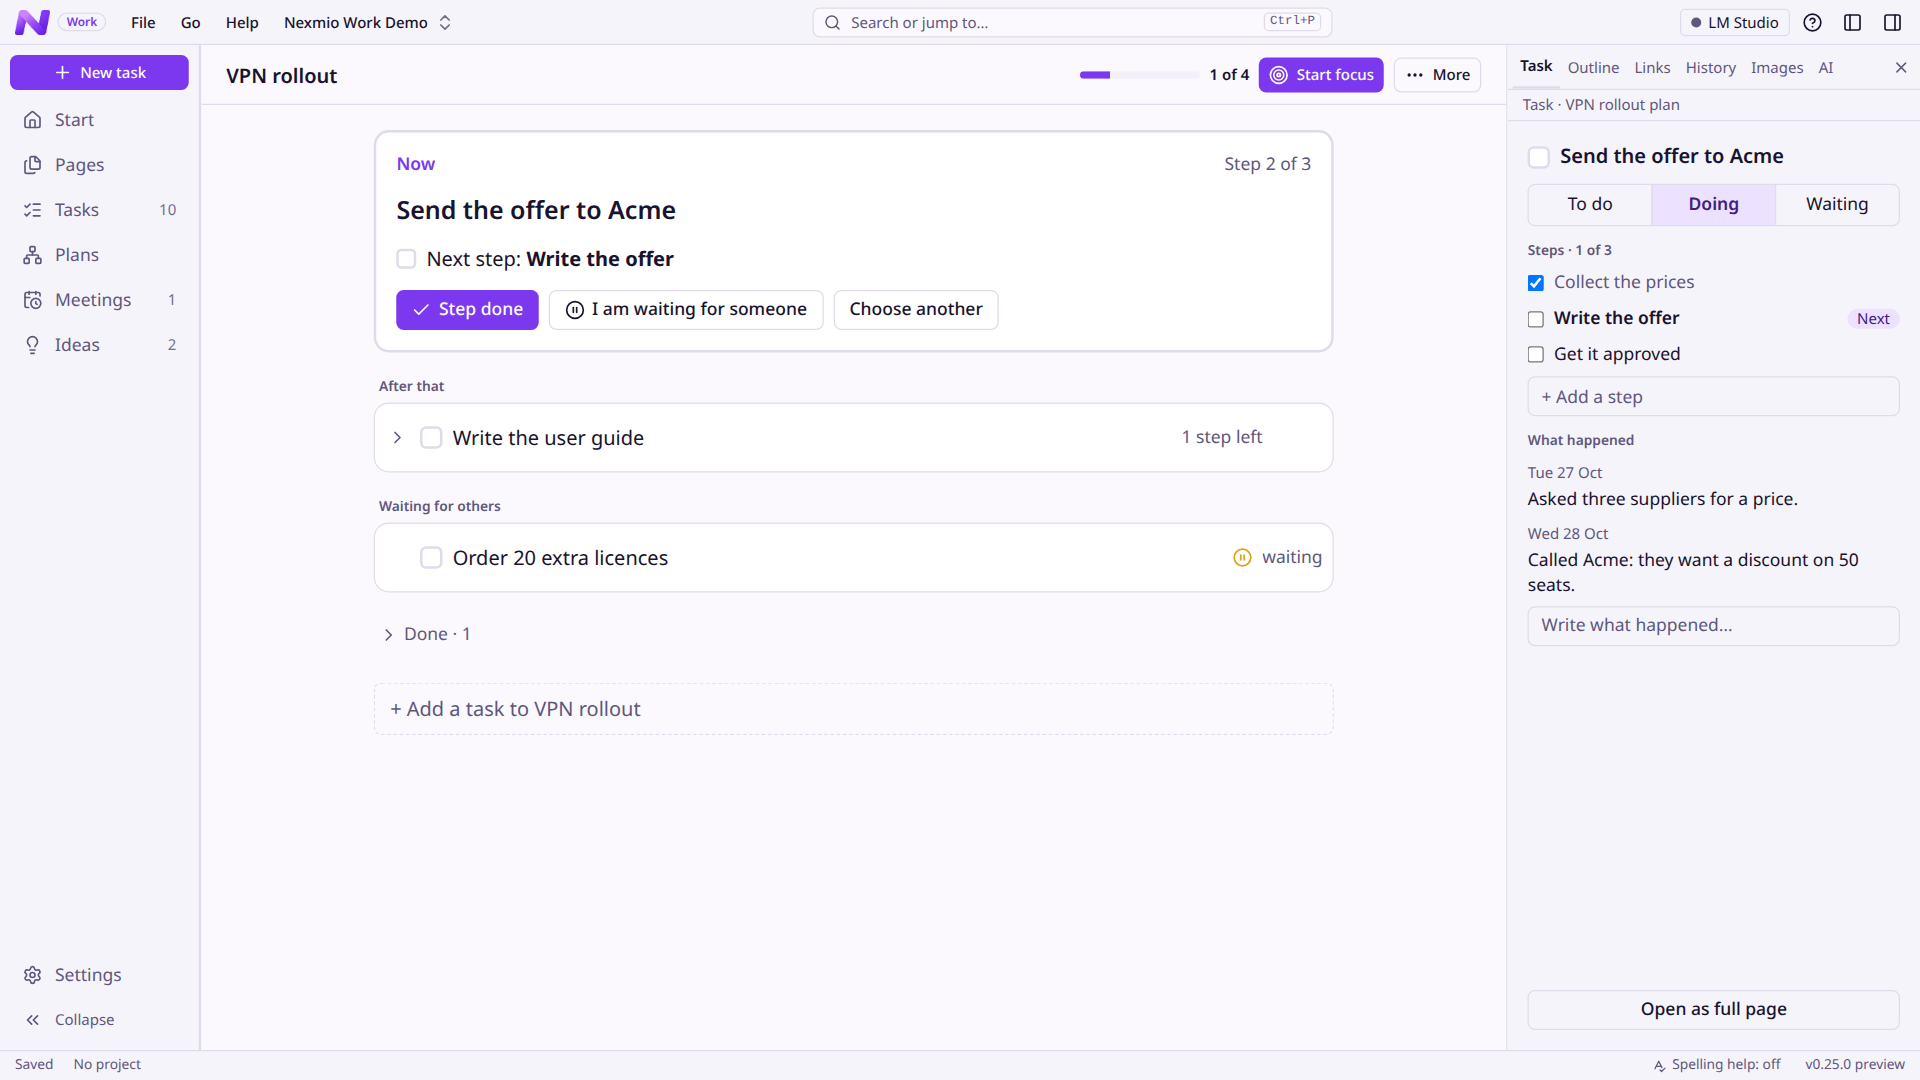 Work
File
Go
Help
Nexmio Work Demo
Search or jump to...
Ctrl+P
LM Studio
New task
Start
Pages
Tasks 10
Plans
Meetings 1
Ideas 2
Settings
Collapse
VPN rollout
1 of 4
Start focus
More
Now
Step 2 of 3
Send the offer to Acme
Next step: Write the offer
Step done
I am waiting for someone
Choose another
After that
Write the user guide
1 step left
Waiting for others
Order 20 extra licences
waiting
Done · 1
+ Add a task to VPN rollout
Task
Outline
Links
History
Images
AI
Task · VPN rollout plan
Send the offer to Acme
To do
Doing
Waiting
Steps · 1 of 3
Collect the prices
Write the offer
Next
Get it approved
+ Add a step
What happened
Tue 27 Oct
Asked three suppliers for a price.
Wed 28 Oct
Called Acme: they want a discount on 50
seats.
Write what happened...
Open as full page
Saved
No project
Spelling help: off
v0.25.0 preview